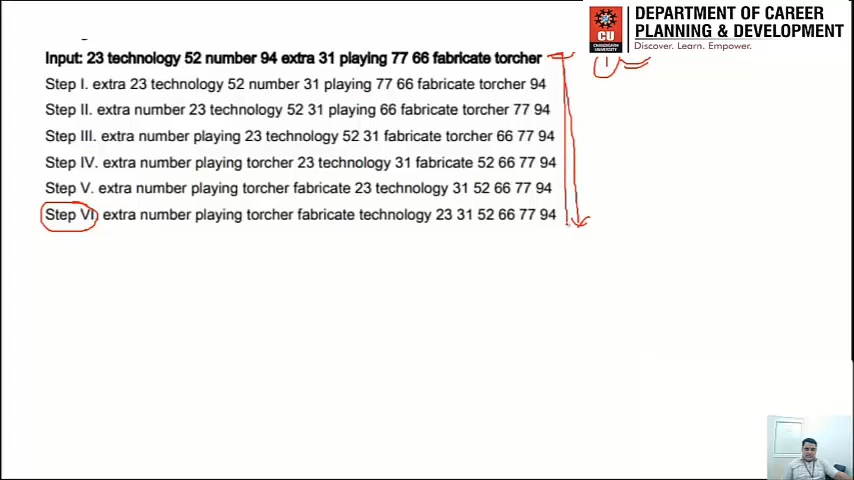 DEPARTMENT OF CAREER
PLANNING & DEVELOPMENT
Discover. Learn. Empower.
CU
CHANDIGARH
UNIVERSITY
Input: 23 technology 52 number 94 extra 31 playing 77 66 fabricate torcher
Step I. extra 23 technology 52 number 31 playing 77 66 fabricate torcher 94
Step II. extra number 23 technology 52 31 playing 66 fabricate torcher 77 94
Step III. extra number playing 23 technology 52 31 fabricate torcher 66 77 94
Step IV. extra number playing torcher 23 technology 31 fabricate 52 66 77 94
Step V. extra number playing torcher fabricate 23 technology 31 52 66 77 94
Step VI. extra number playing torcher fabricate technology 23 31 52 66 77 94